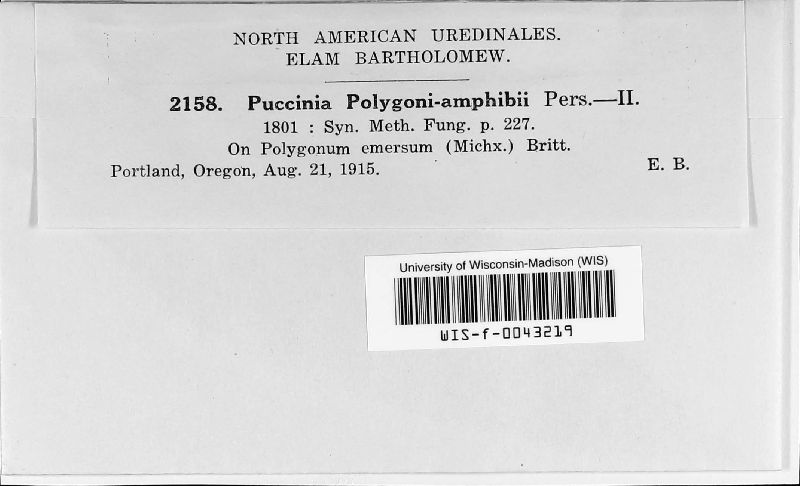 NORTH AMERICAN UREDINALES.
ELAM BARTHOLOMEW.
2158. Puccinia Polygoni-amphibii Pers.—II.
1801 : Syn. Meth. Fung. p. 227.
On Polygonum emersum (Michx.) Britt.
Portland, Oregon, Aug. 21, 1915. E. B.
University of Wisconsin-Madison (WIS)
WIS-f-0043219